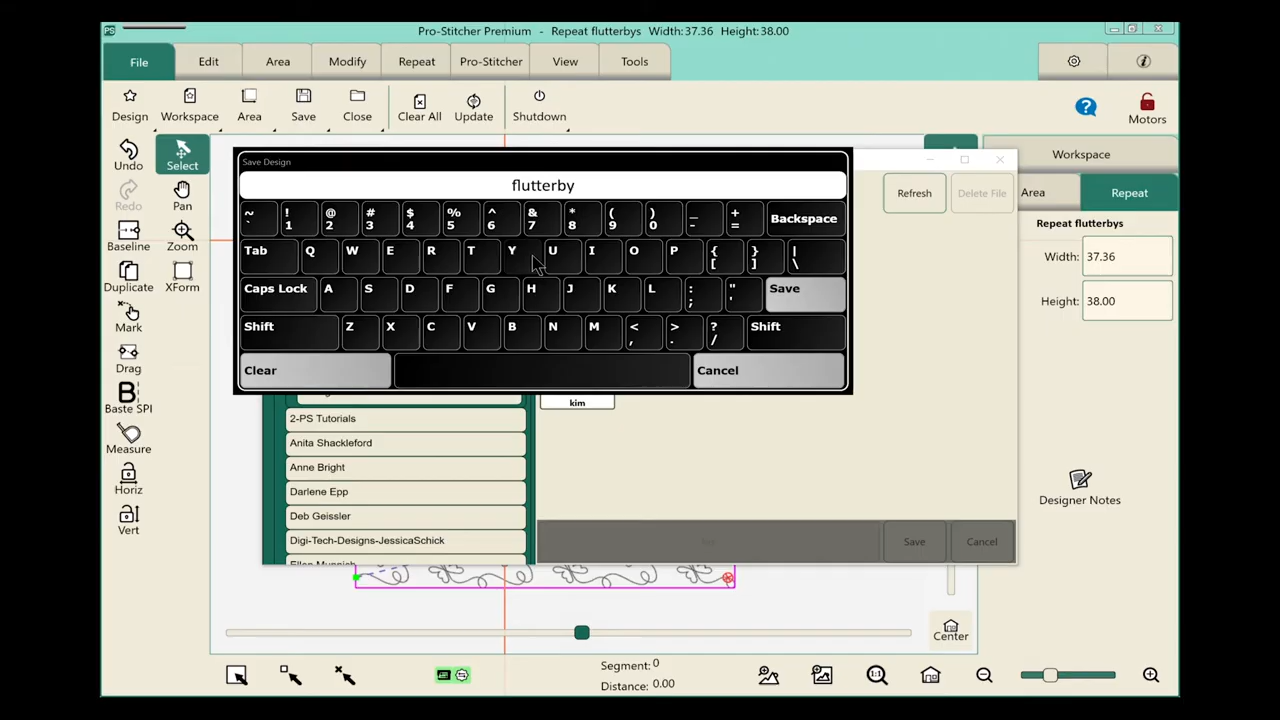 PS Pro-Stitcher Premium - Repeat flutterbys Width:37.36 Height:38.00
File Edit Area Modify Repeat Pro-Stitcher View Tools
Design Workspace Area Save Close Clear All Update Shutdown Motors
Undo Select
Redo Pan
Baseline Zoom
Duplicate XForm
Mark
Drag
Baste SPI
Measure
Horiz
Vert
Save Design
flutterby
~ ! @ # $ % ^ & * ( ) _ +
` 1 2 3 4 5 6 7 8 9 0 - = Backspace
Tab Q W E R T Y U I O P { } |
[ ] \
Caps Lock A S D F G H J K L : " Save
; '
Shift Z X C V B N M < > ? Shift
, . /
Clear Cancel
kim
2-PS Tutorials
Anita Shackleford
Anne Bright
Darlene Epp
Deb Geissler
Digi-Tech-Designs-JessicaSchick
Refresh Delete File
Save Cancel
Workspace
Area Repeat
Repeat flutterbys
Width: 37.36
Height: 38.00
Designer Notes
Center
Segment: 0
Distance: 0.00
1:1